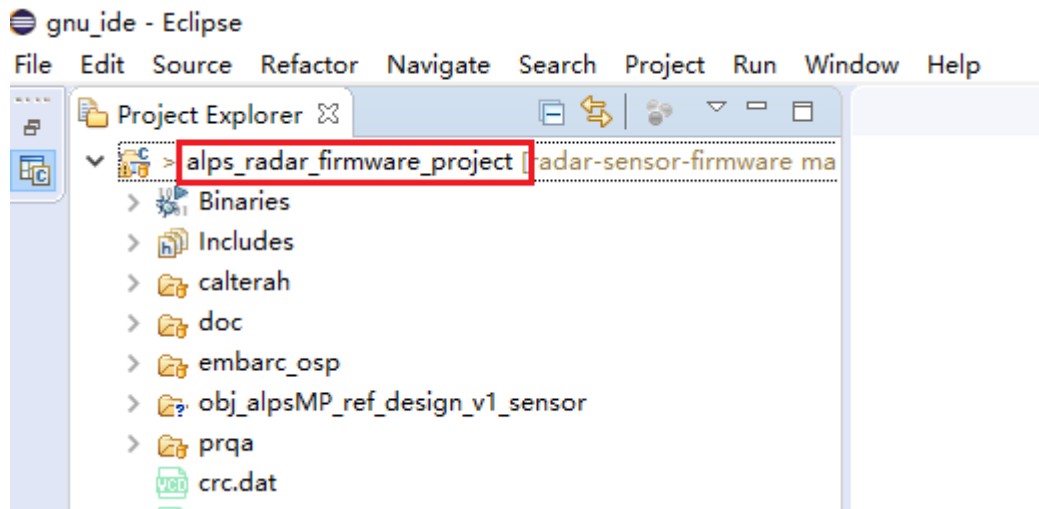 gnu_ide - Eclipse
File Edit Source Refactor Navigate Search Project Run Window Help
Project Explorer
> alps_radar_firmware_project [radar-sensor-firmware ma
Binaries
Includes
calterah
doc
embarc_osp
obj_alpsMP_ref_design_v1_sensor
prqa
crc.dat